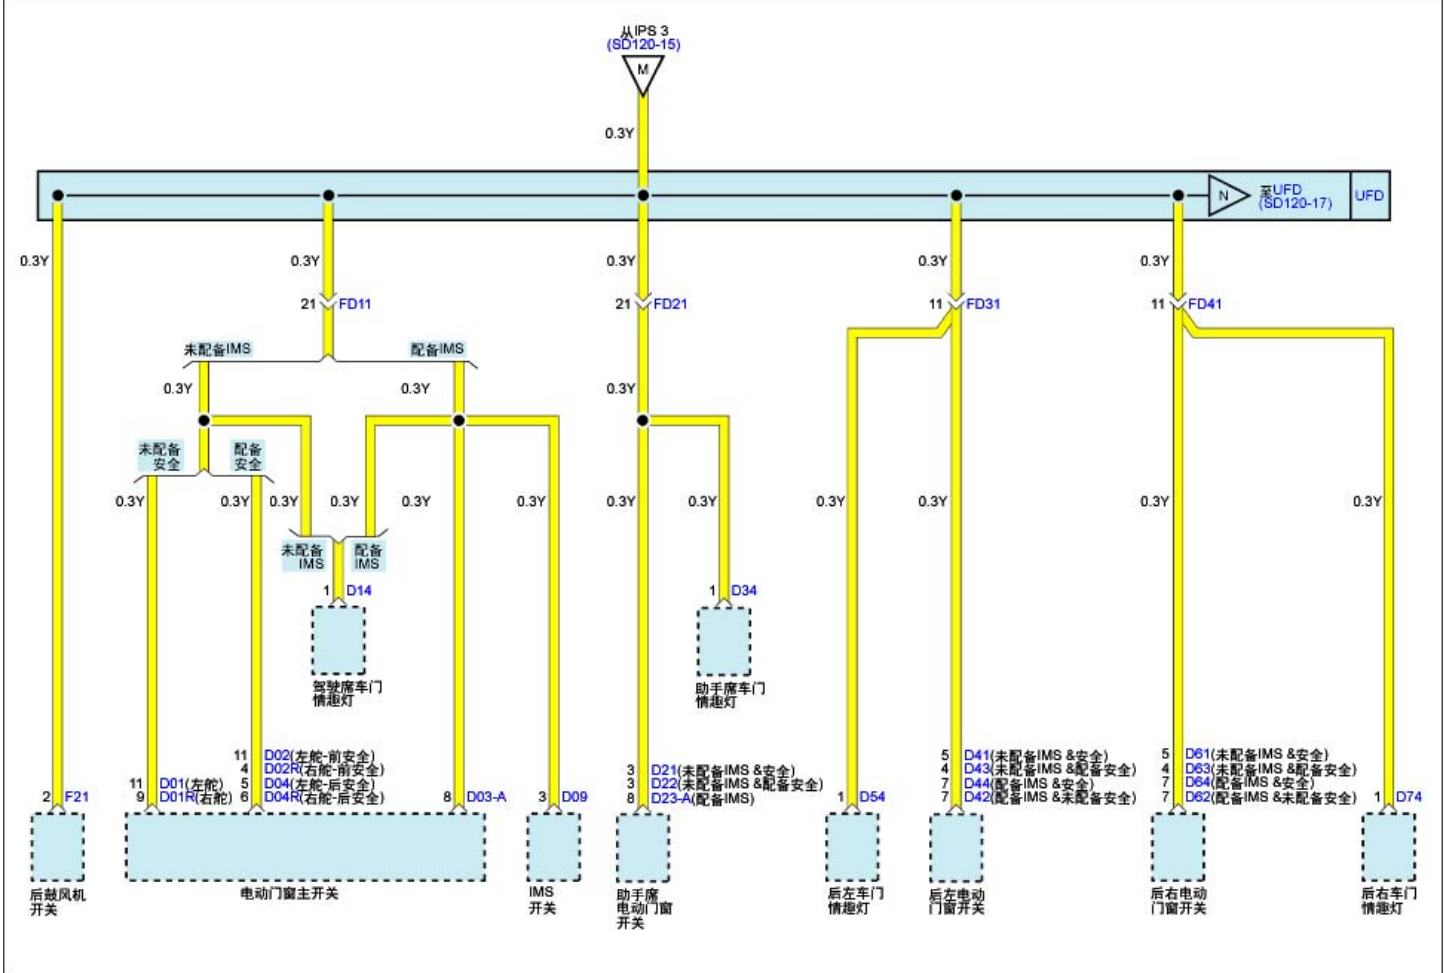 从IPS 3
(SD120-15)
M
0.3Y
N
至UFD
(SD120-17)
UFD
0.3Y
0.3Y
0.3Y
0.3Y
0.3Y
21 FD11
21 FD21
11 FD31
11 FD41
未配备IMS
配备IMS
0.3Y
0.3Y
0.3Y
未配备
安全
配备
安全
0.3Y
0.3Y
0.3Y
0.3Y
0.3Y
0.3Y
0.3Y
0.3Y
0.3Y
0.3Y
0.3Y
0.3Y
未配备
IMS
配备
IMS
1 D14
1 D34
驾驶席车门
情趣灯
助手席车门
情趣灯
2 F21
11 D01(左舵)
9 D01R(右舵)
11 D02(左舵-前安全)
4 D02R(右舵-前安全)
5 D04(左舵-后安全)
6 D04R(右舵-后安全)
8 D03-A
3 D09
3 D21(未配备IMS &安全)
3 D22(未配备IMS &配备安全)
8 D23-A(配备IMS)
1 D54
5 D41(未配备IMS &安全)
4 D43(未配备IMS &配备安全)
7 D44(配备IMS &安全)
7 D42(配备IMS &未配备安全)
5 D61(未配备IMS &安全)
4 D63(未配备IMS &配备安全)
7 D64(配备IMS &安全)
7 D62(配备IMS &未配备安全)
1 D74
后鼓风机
开关
电动门窗主开关
IMS
开关
助手席
电动门窗
开关
后左车门
情趣灯
后左电动
门窗开关
后右电动
门窗开关
后右车门
情趣灯